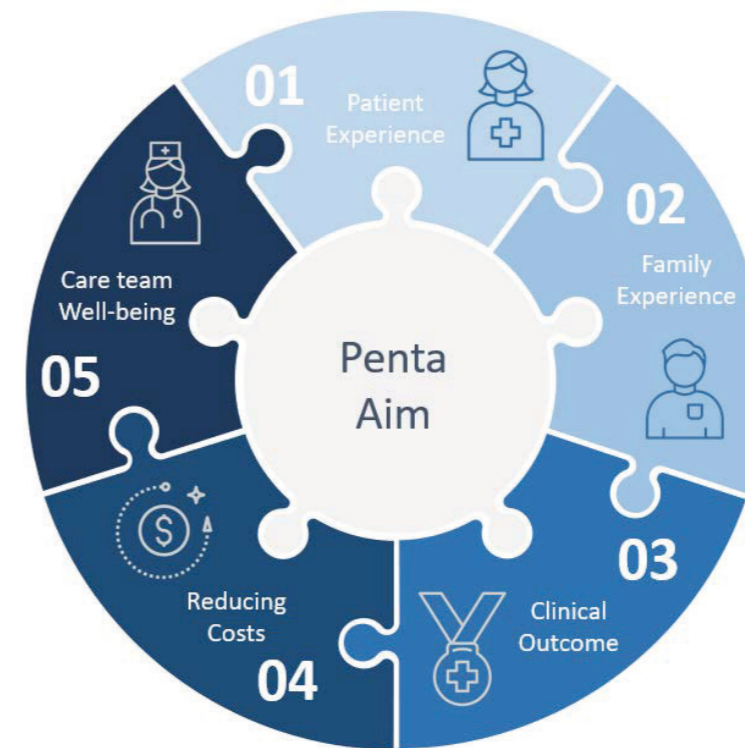 01
Patient
Experience
02
Family
Experience
03
Clinical
Outcome
04
Reducing
Costs
05
Care team
Well-being
Penta
Aim
$